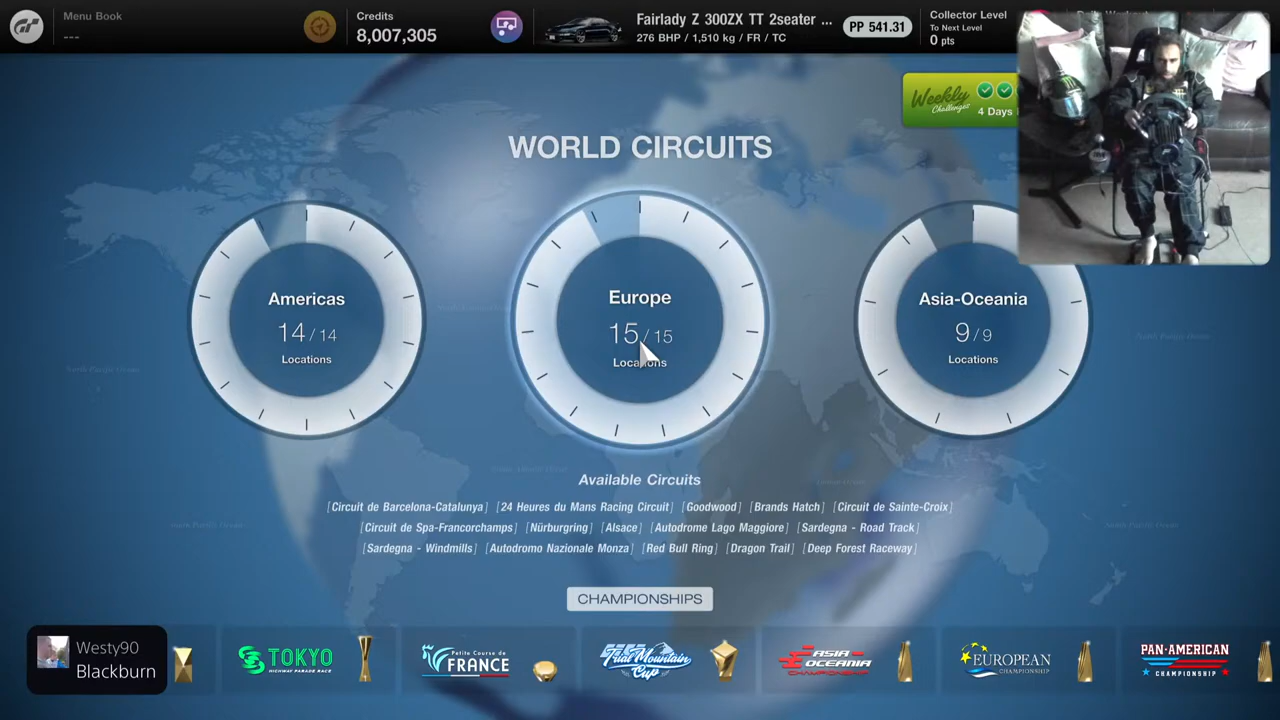 Menu Book
---
Credits
8,007,305
Fairlady Z 300ZX TT 2seater ...
276 BHP / 1,510 kg / FR / TC
PP 541.31
Collector Level
To Next Level
0 pts
Weekly
Challenges
4 Days
WORLD CIRCUITS
Americas
14 / 14
Locations
Europe
15 / 15
Locations
Asia-Oceania
9 / 9
Locations
Available Circuits
[Circuit de Barcelona-Catalunya] [24 Heures du Mans Racing Circuit] [Goodwood] [Brands Hatch] [Circuit de Sainte-Croix]
[Circuit de Spa-Francorchamps] [Nürburgring] [Alsace] [Autodrome Lago Maggiore] [Sardegna - Road Track]
[Sardegna - Windmills] [Autodromo Nazionale Monza] [Red Bull Ring] [Dragon Trail] [Deep Forest Raceway]
CHAMPIONSHIPS
Westy90
Blackburn
TOKYO
HIGHWAY PARADE RACE
Petite Course de
FRANCE
Trial Mountain
Cup
ASIA
OCEANIA
CHAMPIONSHIP
EUROPEAN
CHAMPIONSHIP
PAN-AMERICAN
CHAMPIONSHIP